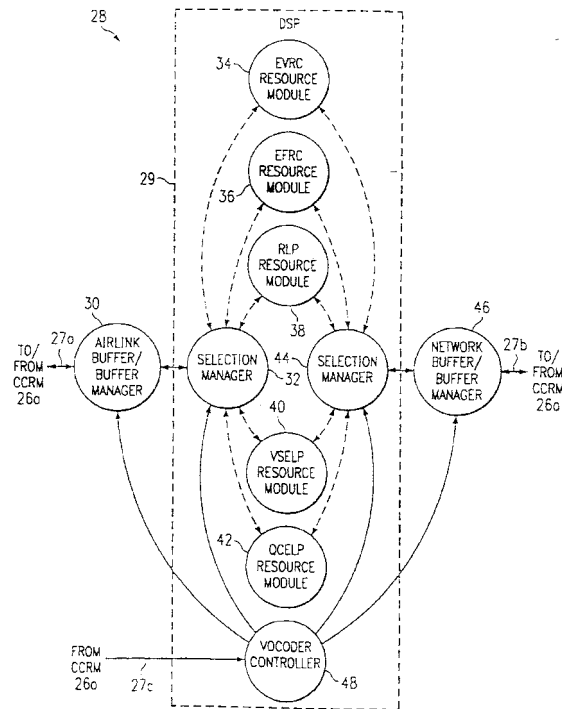 28
DSP
34
EVRC
RESOURCE
MODULE
29
36
EFRC
RESOURCE
MODULE
RLP
RESOURCE
MODULE
38
30
46
TO/
FROM
CCRM
26a
27a
AIRLINK
BUFFER/
BUFFER
MANAGER
SELECTION
MANAGER
32
44
SELECTION
MANAGER
NETWORK
BUFFER/
BUFFER
MANAGER
27b
TO/
FROM
CCRM
26a
40
VSELP
RESOURCE
MODULE
42
QCELP
RESOURCE
MODULE
FROM
CCRM
26a
27c
VOCODER
CONTROLLER
48